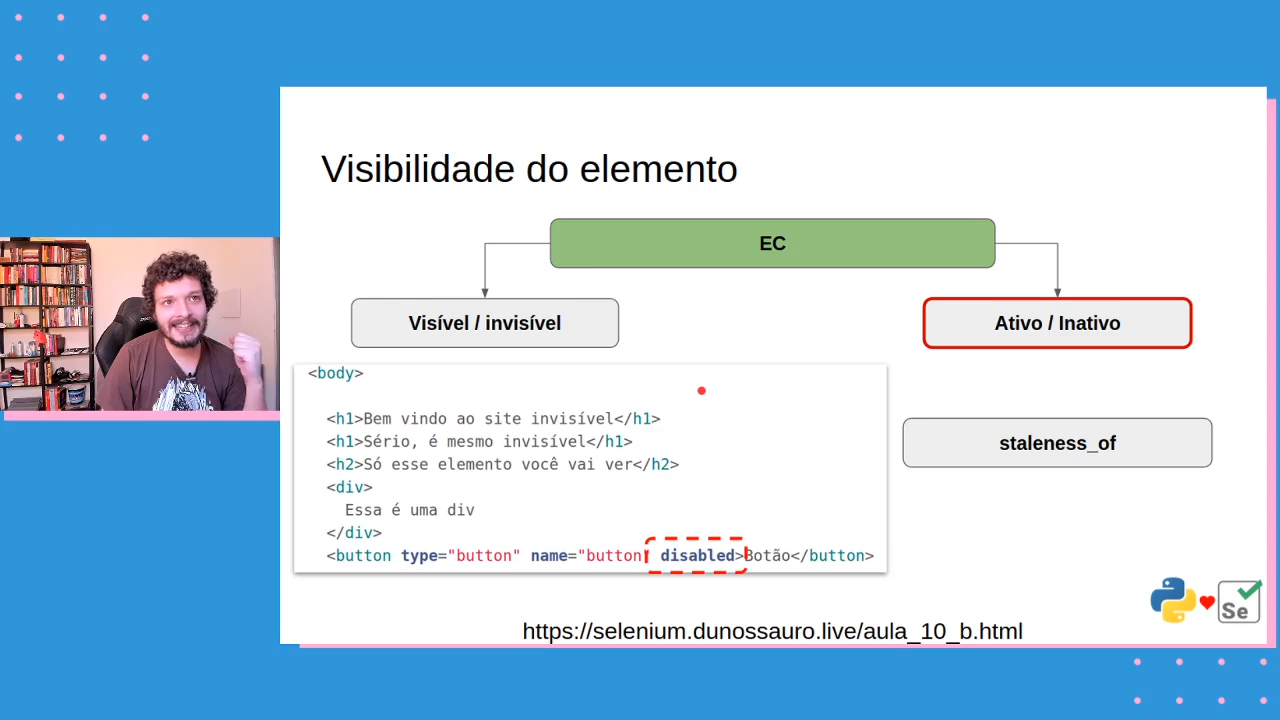 Visibilidade do elemento
EC
Visível / invisível
Ativo / Inativo
<body>
<h1>Bem vindo ao site invisível</h1>
<h1>Sério, é mesmo invisível</h1>
<h2>Só esse elemento você vai ver</h2>
<div>
Essa é uma div
</div>
<button type="button" name="button" disabled>Botão</button>
staleness_of
Se
https://selenium.dunossauro.live/aula_10_b.html